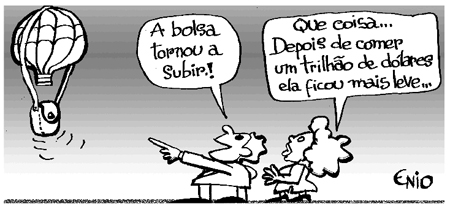 A bolsa
tornou a
subir.!
Que coisa...
Depois de comer
um trilhão de dólares
ela ficou mais leve...
ENIO